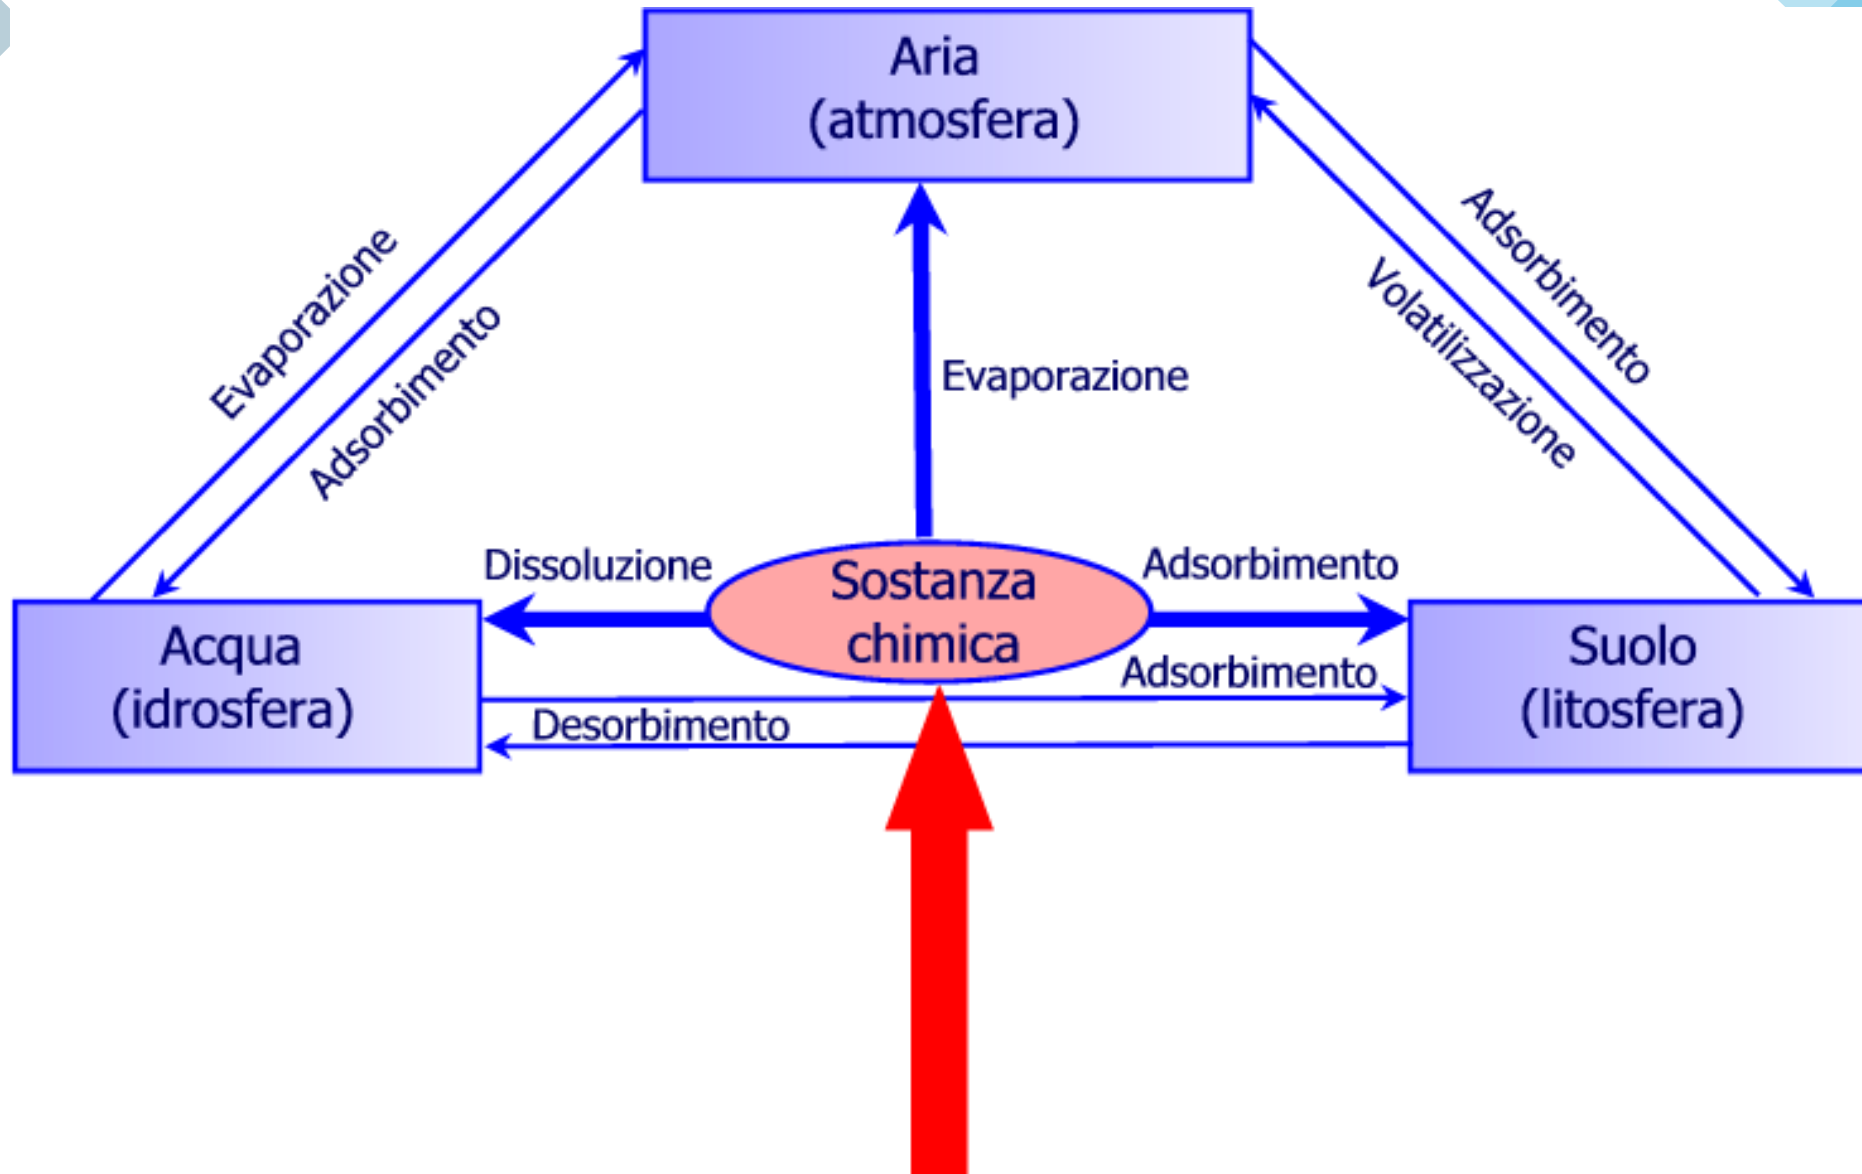 Aria
(atmosfera)
Evaporazione
Adsorbimento
Adsorbimento
Volatilizzazione
Evaporazione
Dissoluzione
Sostanza
chimica
Adsorbimento
Acqua
(idrosfera)
Suolo
(litosfera)
Adsorbimento
Desorbimento